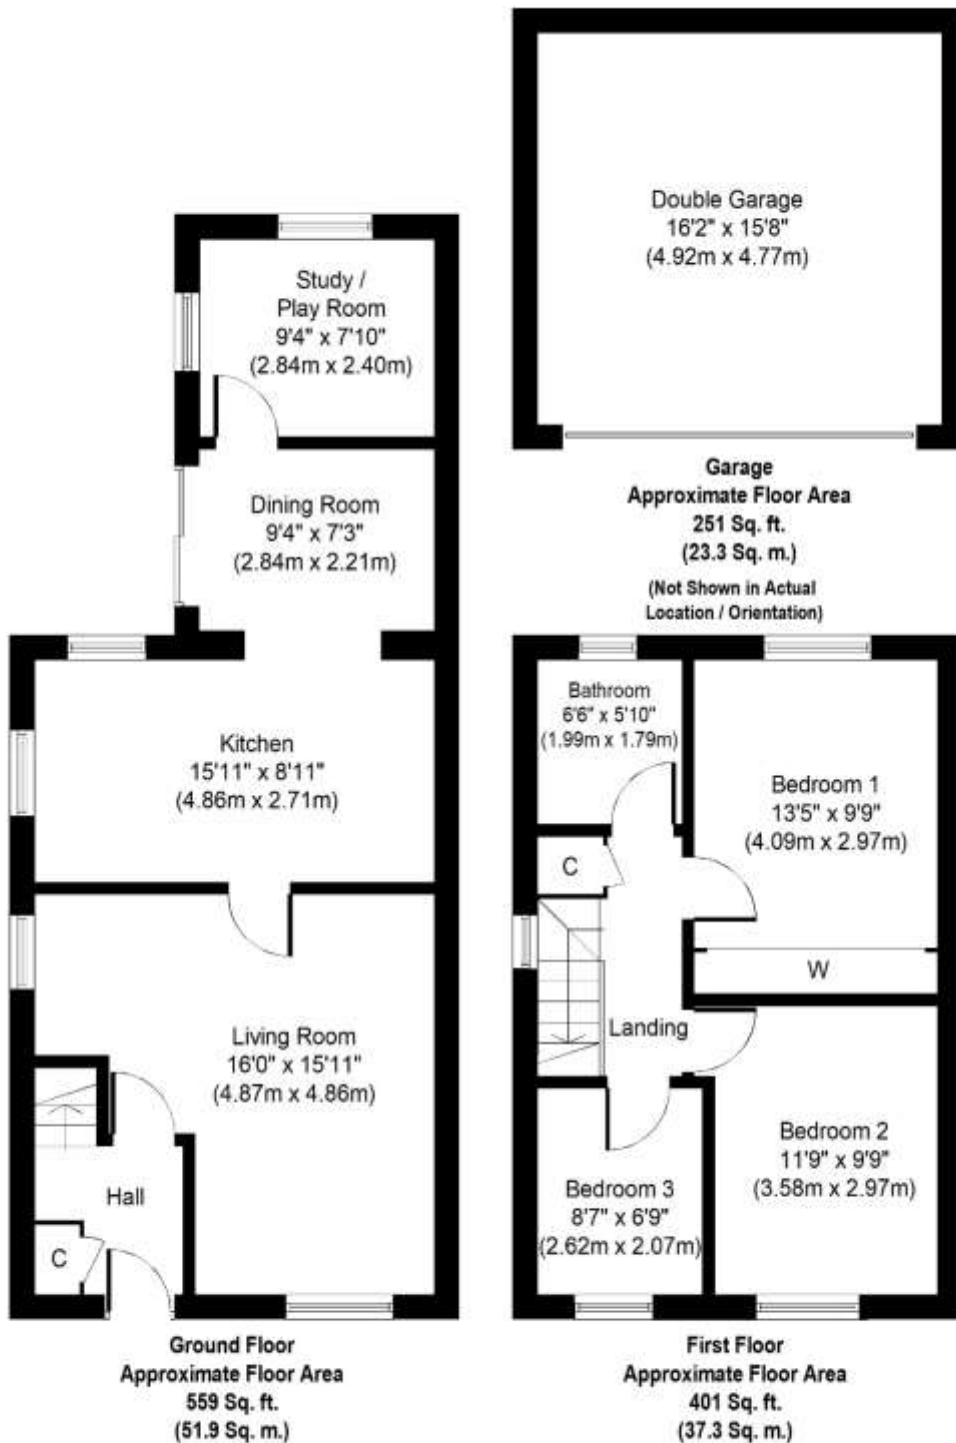 Double Garage
16'2" x 15'8"
(4.92m x 4.77m)
Garage
Approximate Floor Area
251 Sq. ft.
(23.3 Sq. m.)
(Not Shown in Actual
Location / Orientation)
Study /
Play Room
9'4" x 7'10"
(2.84m x 2.40m)
Dining Room
9'4" x 7'3"
(2.84m x 2.21m)
Kitchen
15'11" x 8'11"
(4.86m x 2.71m)
Living Room
16'0" x 15'11"
(4.87m x 4.86m)
Hall
C
Ground Floor
Approximate Floor Area
559 Sq. ft.
(51.9 Sq. m.)
Bathroom
6'6" x 5'10"
(1.99m x 1.79m)
Bedroom 1
13'5" x 9'9"
(4.09m x 2.97m)
C
W
Landing
Bedroom 2
11'9" x 9'9"
(3.58m x 2.97m)
Bedroom 3
8'7" x 6'9"
(2.62m x 2.07m)
First Floor
Approximate Floor Area
401 Sq. ft.
(37.3 Sq. m.)